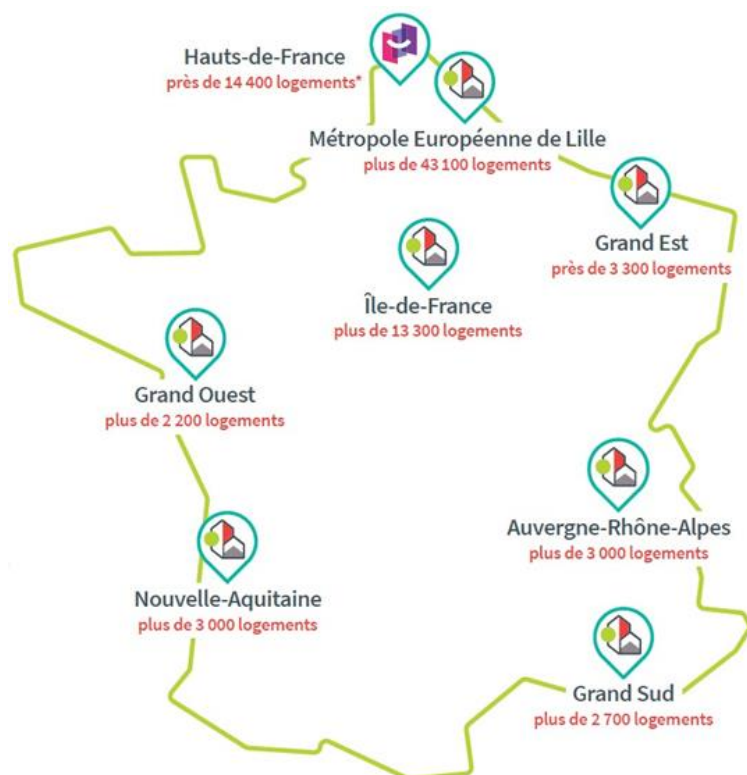 Hauts-de-France
près de 14 400 logements*
Métropole Européenne de Lille
plus de 43 100 logements
Grand Est
près de 3 300 logements
Île-de-France
plus de 13 300 logements
Grand Ouest
plus de 2 200 logements
Auvergne-Rhône-Alpes
plus de 3 000 logements
Nouvelle-Aquitaine
plus de 3 000 logements
Grand Sud
plus de 2 700 logements